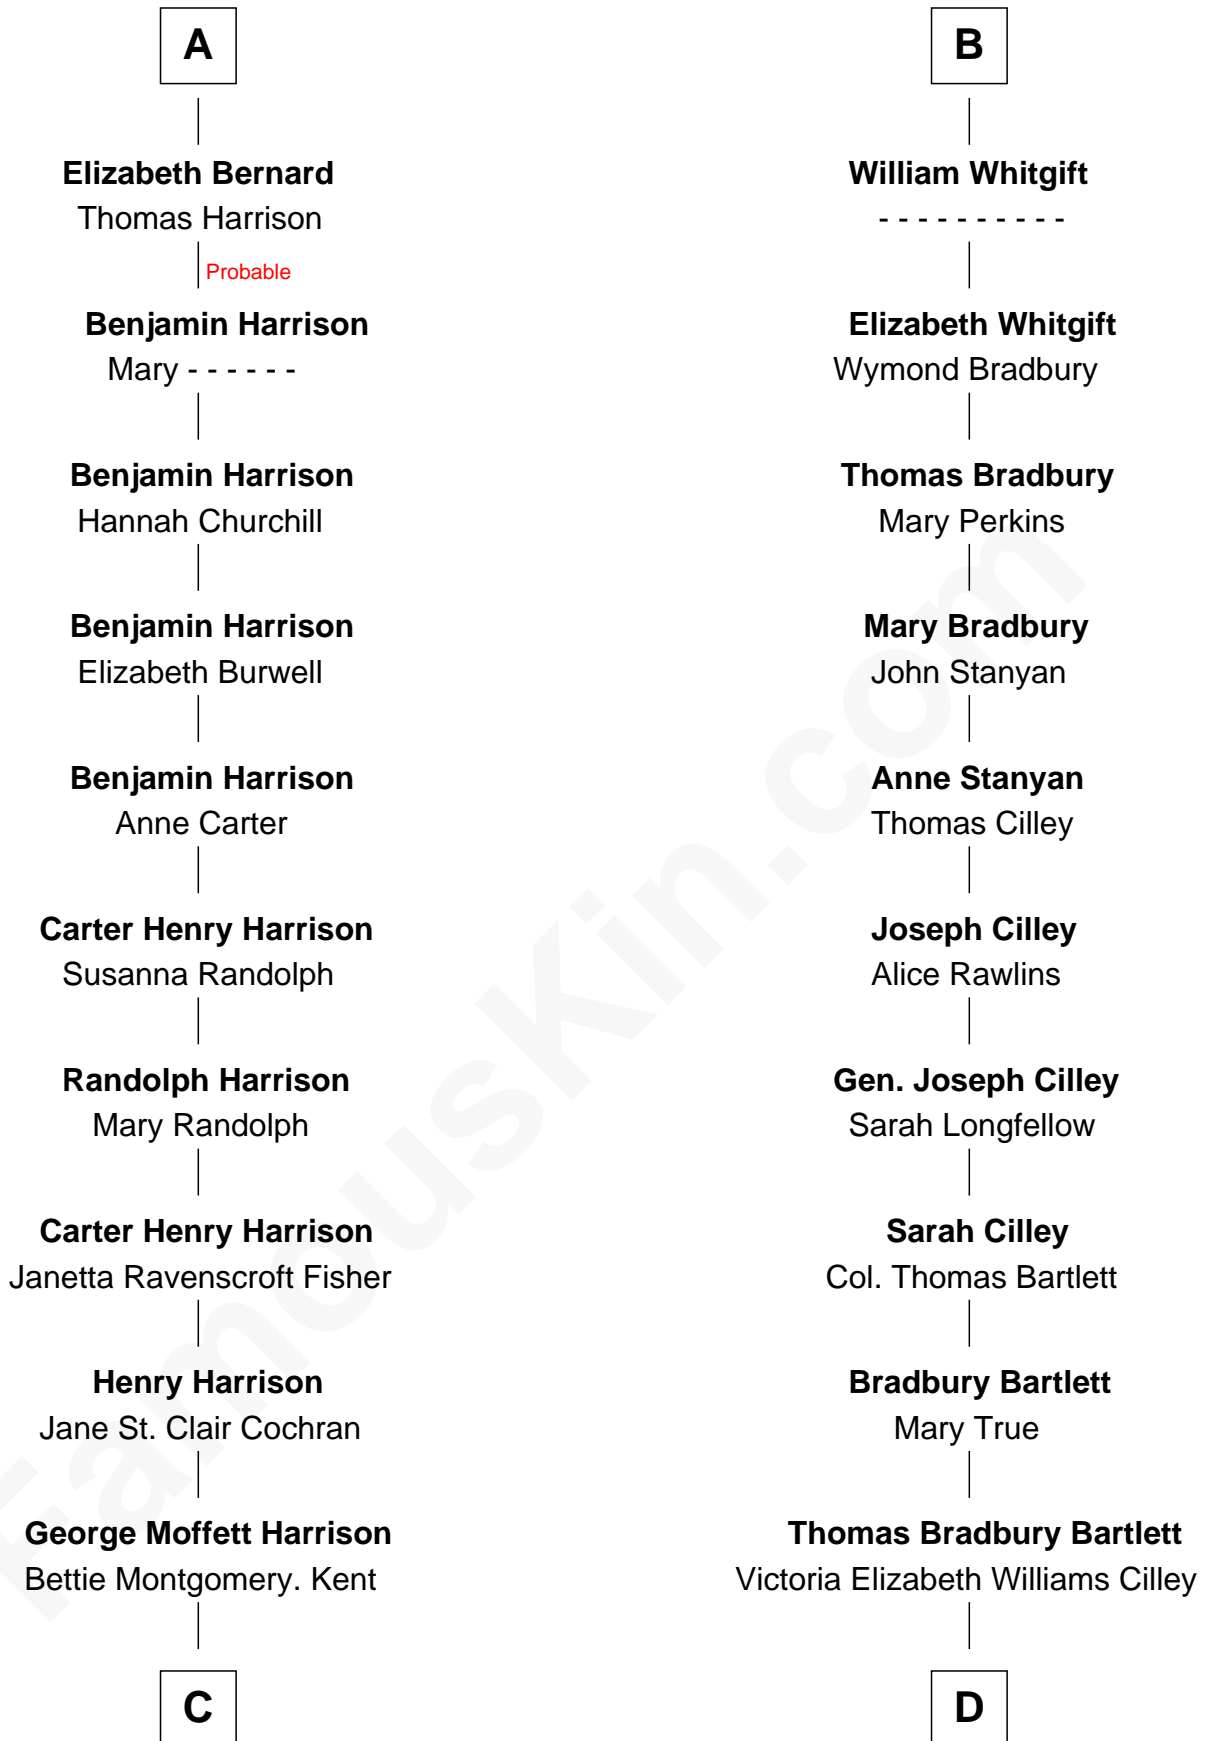 A
Elizabeth Bernard
Thomas Harrison
Probable
Benjamin Harrison
Mary - - - - - -
Benjamin Harrison
Hannah Churchill
Benjamin Harrison
Elizabeth Burwell
Benjamin Harrison
Anne Carter
Carter Henry Harrison
Susanna Randolph
Randolph Harrison
Mary Randolph
Carter Henry Harrison
Janetta Ravenscroft Fisher
Henry Harrison
Jane St. Clair Cochran
George Moffett Harrison
Bettie Montgomery. Kent
C
B
William Whitgift
- - - - - - - - - -
Elizabeth Whitgift
Wymond Bradbury
Thomas Bradbury
Mary Perkins
Mary Bradbury
John Stanyan
Anne Stanyan
Thomas Cilley
Joseph Cilley
Alice Rawlins
Gen. Joseph Cilley
Sarah Longfellow
Sarah Cilley
Col. Thomas Bartlett
Bradbury Bartlett
Mary True
Thomas Bradbury Bartlett
Victoria Elizabeth Williams Cilley
D
FamousKin.com